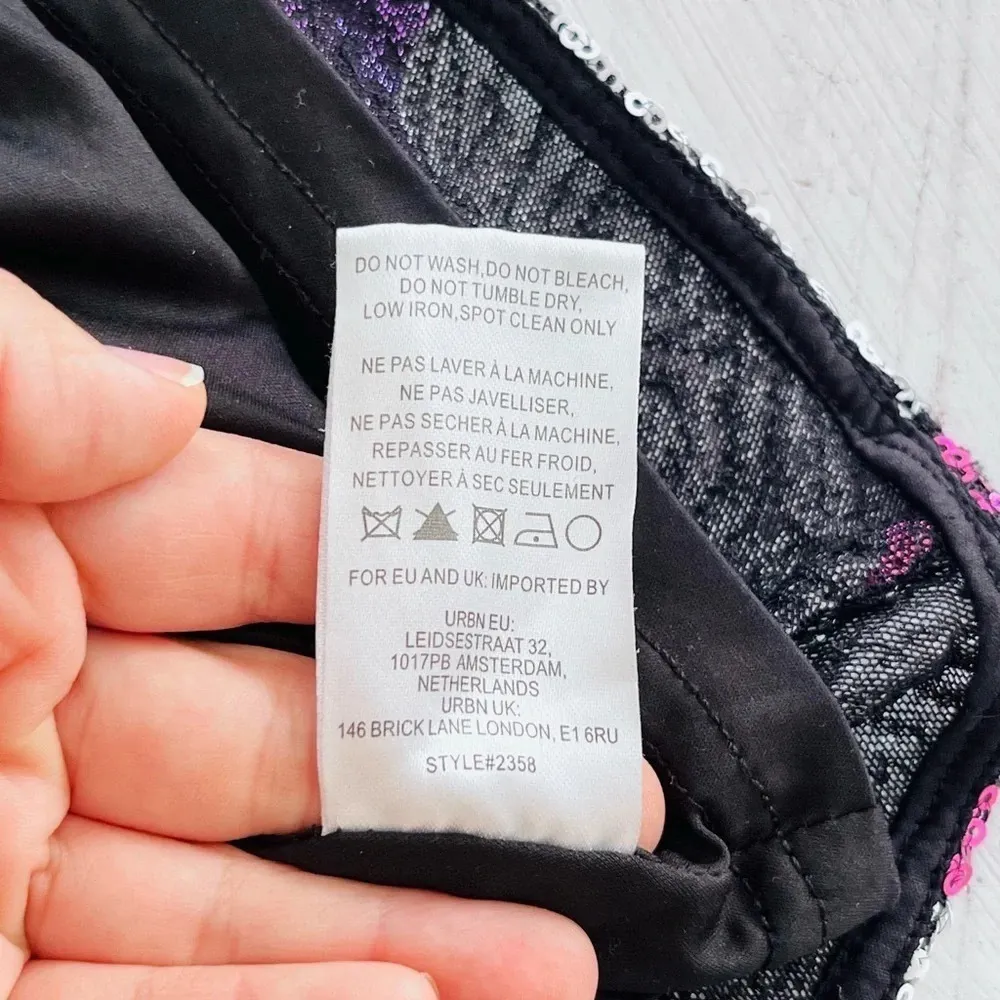 DO NOT WASH,DO NOT BLEACH,
DO NOT TUMBLE DRY,
LOW IRON,SPOT CLEAN ONLY
NE PAS LAVER À LA MACHINE,
NE PAS JAVELLISER,
NE PAS SECHER À LA MACHINE,
REPASSER AU FER FROID,
NETTOYER À SEC SEULEMENT
FOR EU AND UK: IMPORTED BY
URBN EU:
LEIDSESTRAAT 32,
1017PB AMSTERDAM,
NETHERLANDS
URBN UK:
146 BRICK LANE LONDON, E1 6RU
STYLE#2358